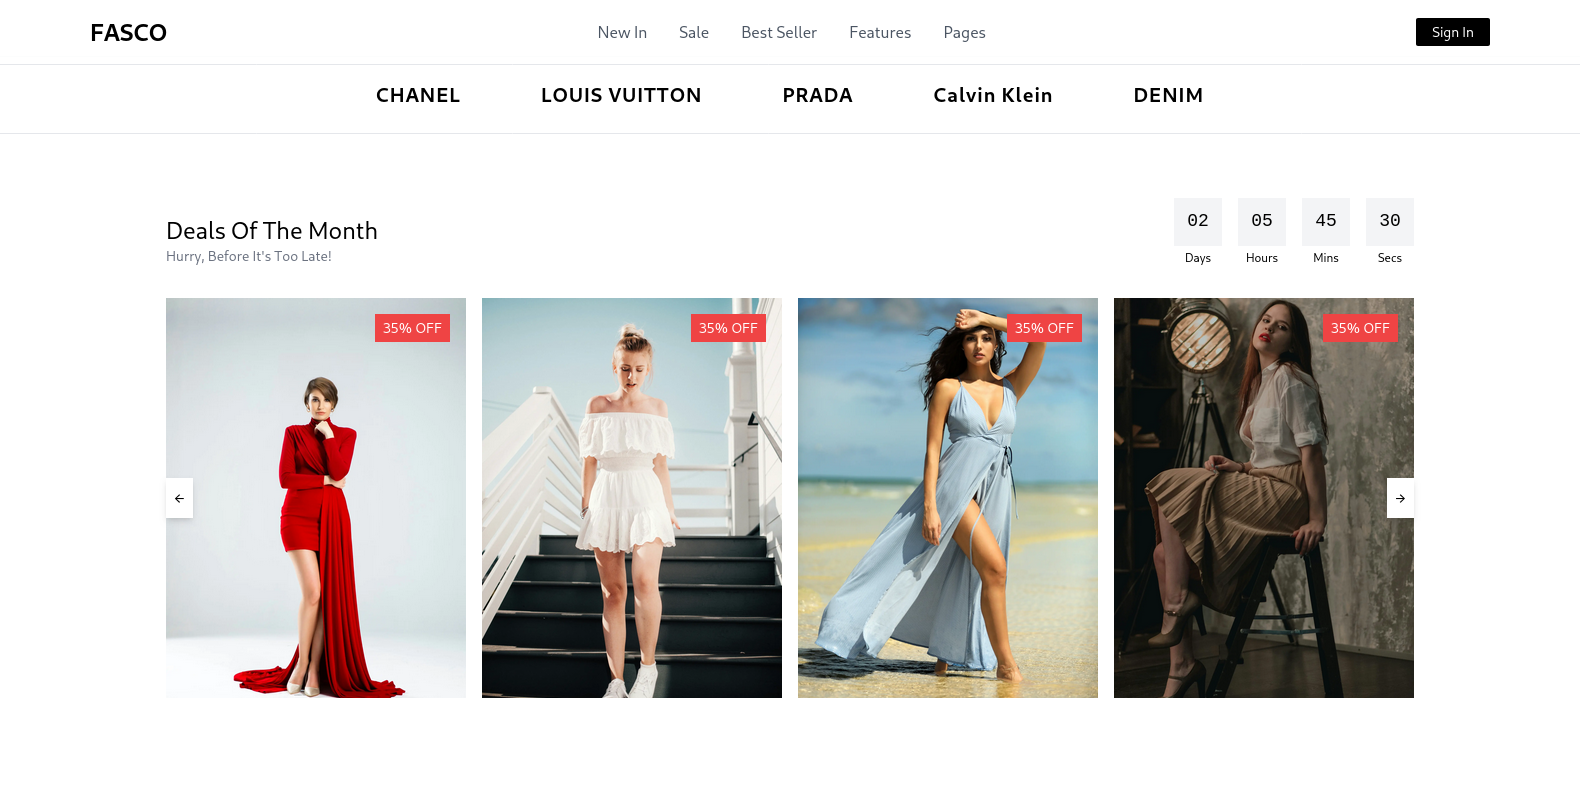 FASCO
New In Sale Best Seller Features Pages
Sign In
CHANEL LOUIS VUITTON PRADA Calvin Klein DENIM
Deals Of The Month
Hurry, Before It's Too Late!
02 05 45 30
Days Hours Mins Secs
35% OFF
35% OFF
35% OFF
35% OFF